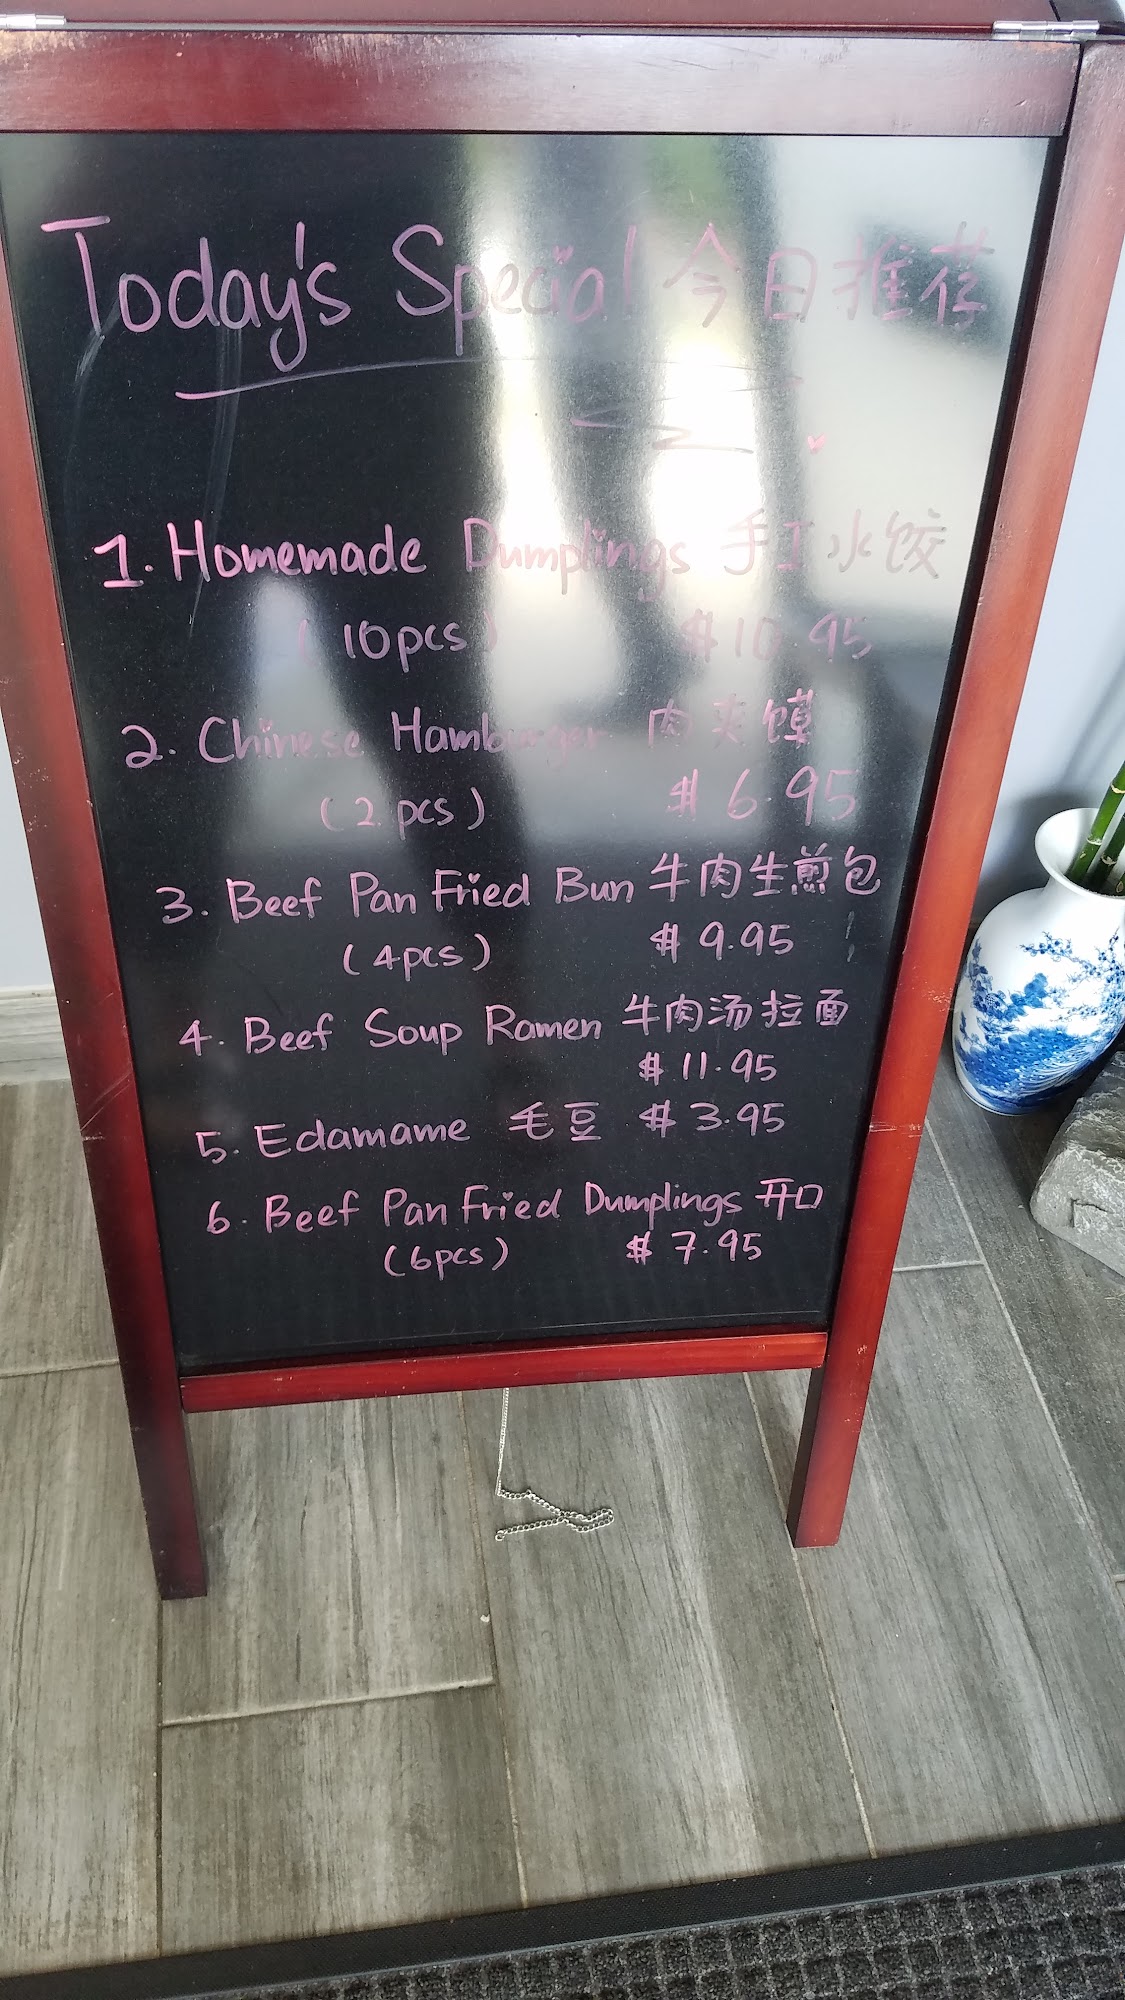 Today's Special 今日推荐
1. Homemade Dumplings 手工水饺
(10pcs) $10.95
2. Chinese Hamburger 肉夹馍
(2 pcs) $6.95
3. Beef Pan Fried Bun 牛肉生煎包
(4pcs) $9.95
4. Beef Soup Ramen 牛肉汤拉面
$11.95
5. Edamame 毛豆 $3.95
6. Beef Pan Fried Dumplings 开口
(6pcs) $7.95